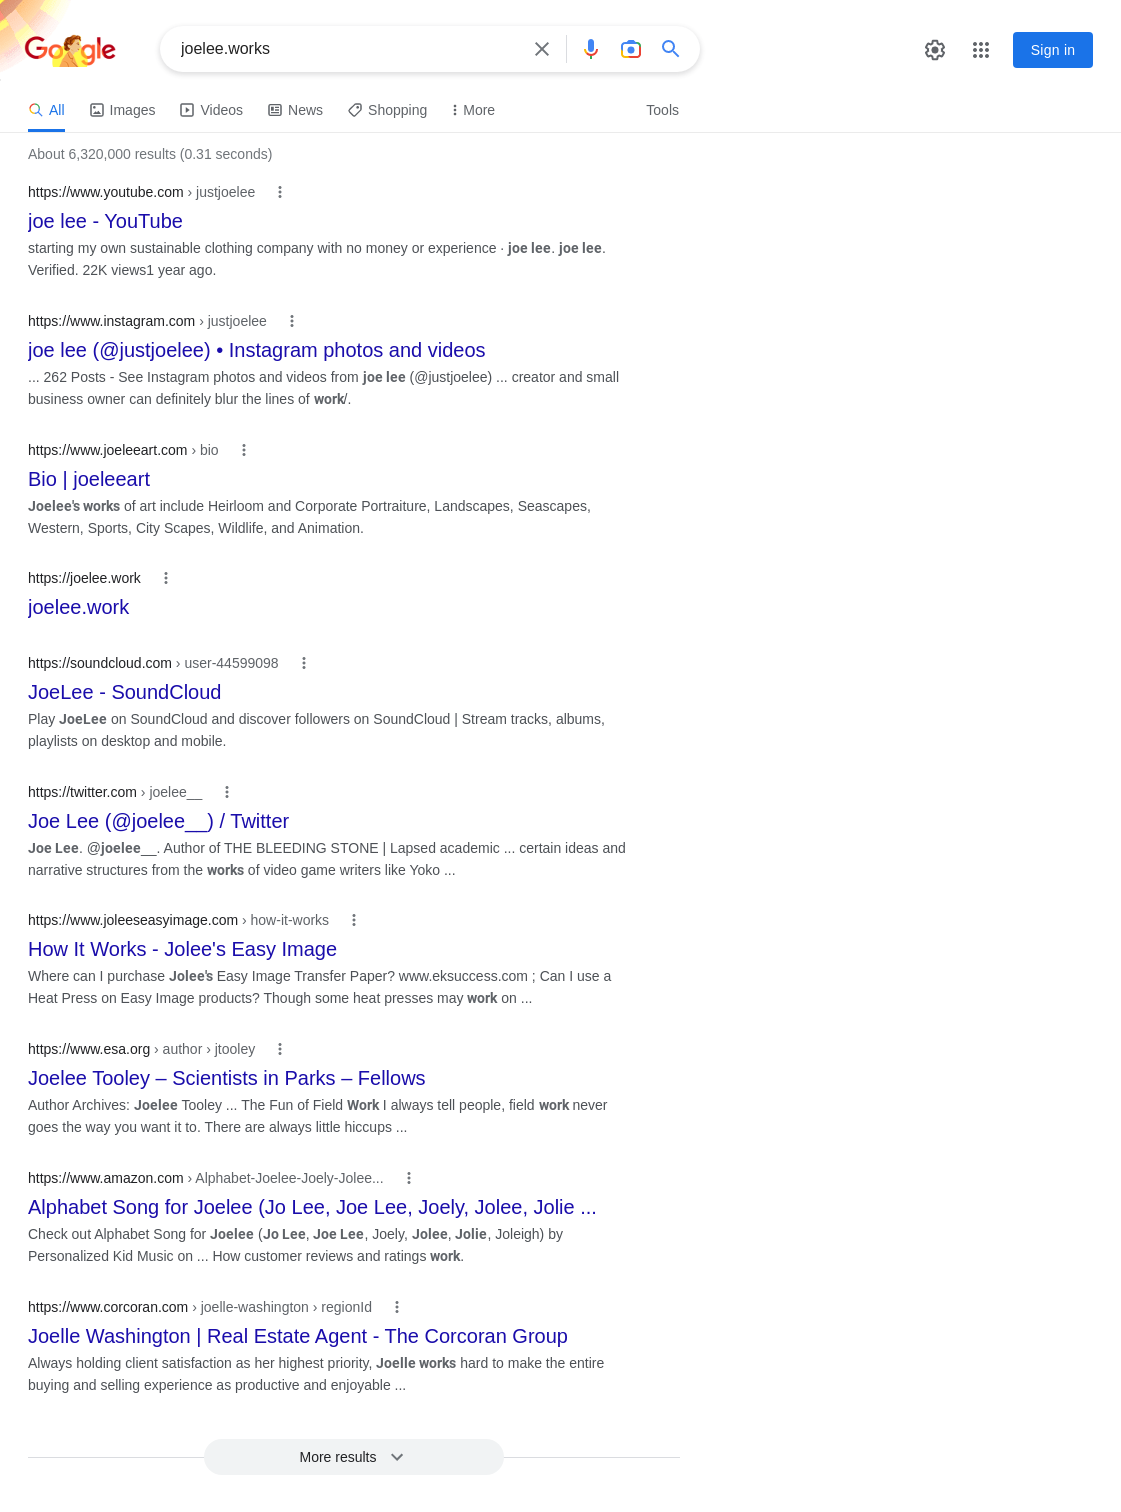 Google
joelee.works
Sign in
All Images Videos News Shopping More Tools
About 6,320,000 results (0.31 seconds)
https://www.youtube.com › justjoelee
joe lee - YouTube
starting my own sustainable clothing company with no money or experience · joe lee. joe lee.
Verified. 22K views1 year ago.
https://www.instagram.com › justjoelee
joe lee (@justjoelee) • Instagram photos and videos
... 262 Posts - See Instagram photos and videos from joe lee (@justjoelee) ... creator and small
business owner can definitely blur the lines of work/.
https://www.joeleeart.com › bio
Bio | joeleeart
Joelee's works of art include Heirloom and Corporate Portraiture, Landscapes, Seascapes,
Western, Sports, City Scapes, Wildlife, and Animation.
https://joelee.work
joelee.work
https://soundcloud.com › user-44599098
JoeLee - SoundCloud
Play JoeLee on SoundCloud and discover followers on SoundCloud | Stream tracks, albums,
playlists on desktop and mobile.
https://twitter.com › joelee__
Joe Lee (@joelee__) / Twitter
Joe Lee. @joelee__. Author of THE BLEEDING STONE | Lapsed academic ... certain ideas and
narrative structures from the works of video game writers like Yoko ...
https://www.joleeseasyimage.com › how-it-works
How It Works - Jolee's Easy Image
Where can I purchase Jolee's Easy Image Transfer Paper? www.eksuccess.com ; Can I use a
Heat Press on Easy Image products? Though some heat presses may work on ...
https://www.esa.org › author › jtooley
Joelee Tooley – Scientists in Parks – Fellows
Author Archives: Joelee Tooley ... The Fun of Field Work I always tell people, field work never
goes the way you want it to. There are always little hiccups ...
https://www.amazon.com › Alphabet-Joelee-Joely-Jolee...
Alphabet Song for Joelee (Jo Lee, Joe Lee, Joely, Jolee, Jolie ...
Check out Alphabet Song for Joelee (Jo Lee, Joe Lee, Joely, Jolee, Jolie, Joleigh) by
Personalized Kid Music on ... How customer reviews and ratings work.
https://www.corcoran.com › joelle-washington › regionId
Joelle Washington | Real Estate Agent - The Corcoran Group
Always holding client satisfaction as her highest priority, Joelle works hard to make the entire
buying and selling experience as productive and enjoyable ...
More results